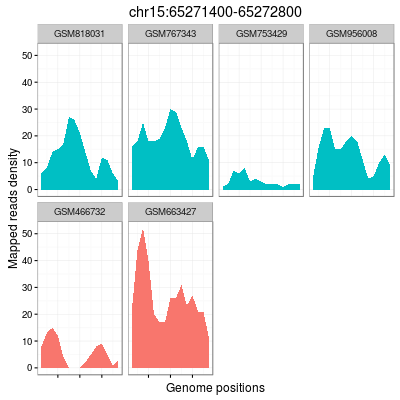 chr15:65271400-65272800
GSM818031 GSM767343 GSM753429 GSM956008
50
40
30
20
10
0
Mapped reads density
GSM466732 GSM663427
50
40
30
20
10
0
Genome positions